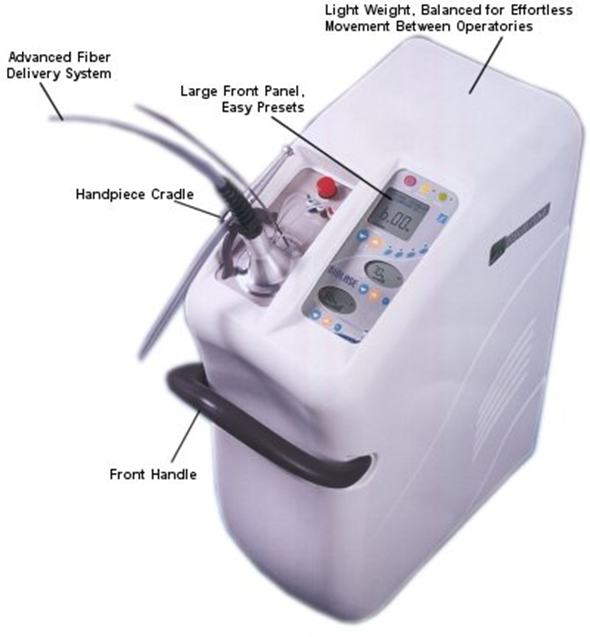 Light Weight, Balanced for Effortless
Movement Between Operatories
Advanced Fiber
Delivery System
Large Front Panel,
Easy Presets
Handpiece Cradle
6.00
BIOLASE
Front Handle